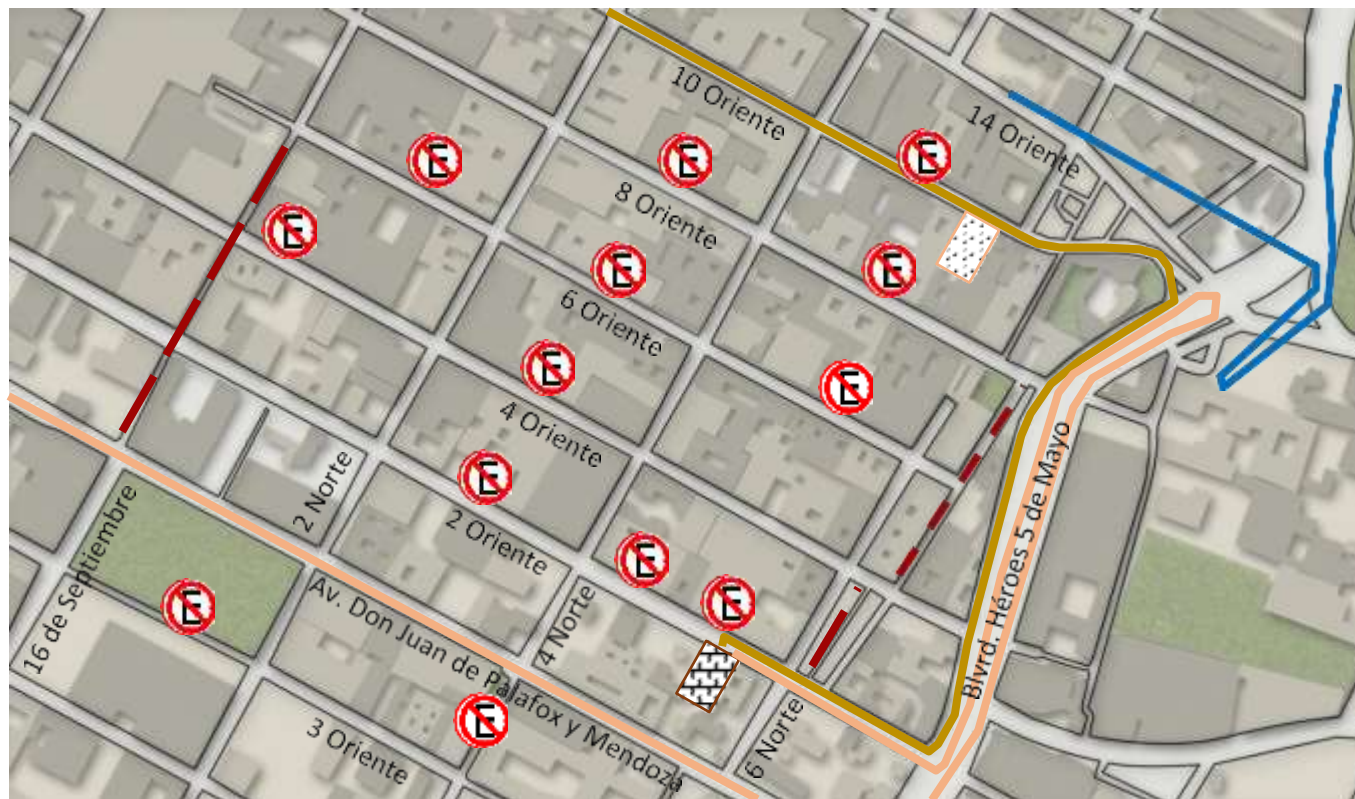 10 Oriente
14 Oriente
E
E
E
8 Oriente
E
E
E
6 Oriente
E
E
4 Oriente
2 Norte
E
2 Oriente
Blvrd. Héroes 5 de Mayo
16 de Septiembre
E
E
E
Av. Don Juan de Palafox y Mendoza
4 Norte
E
3 Oriente
6 Norte